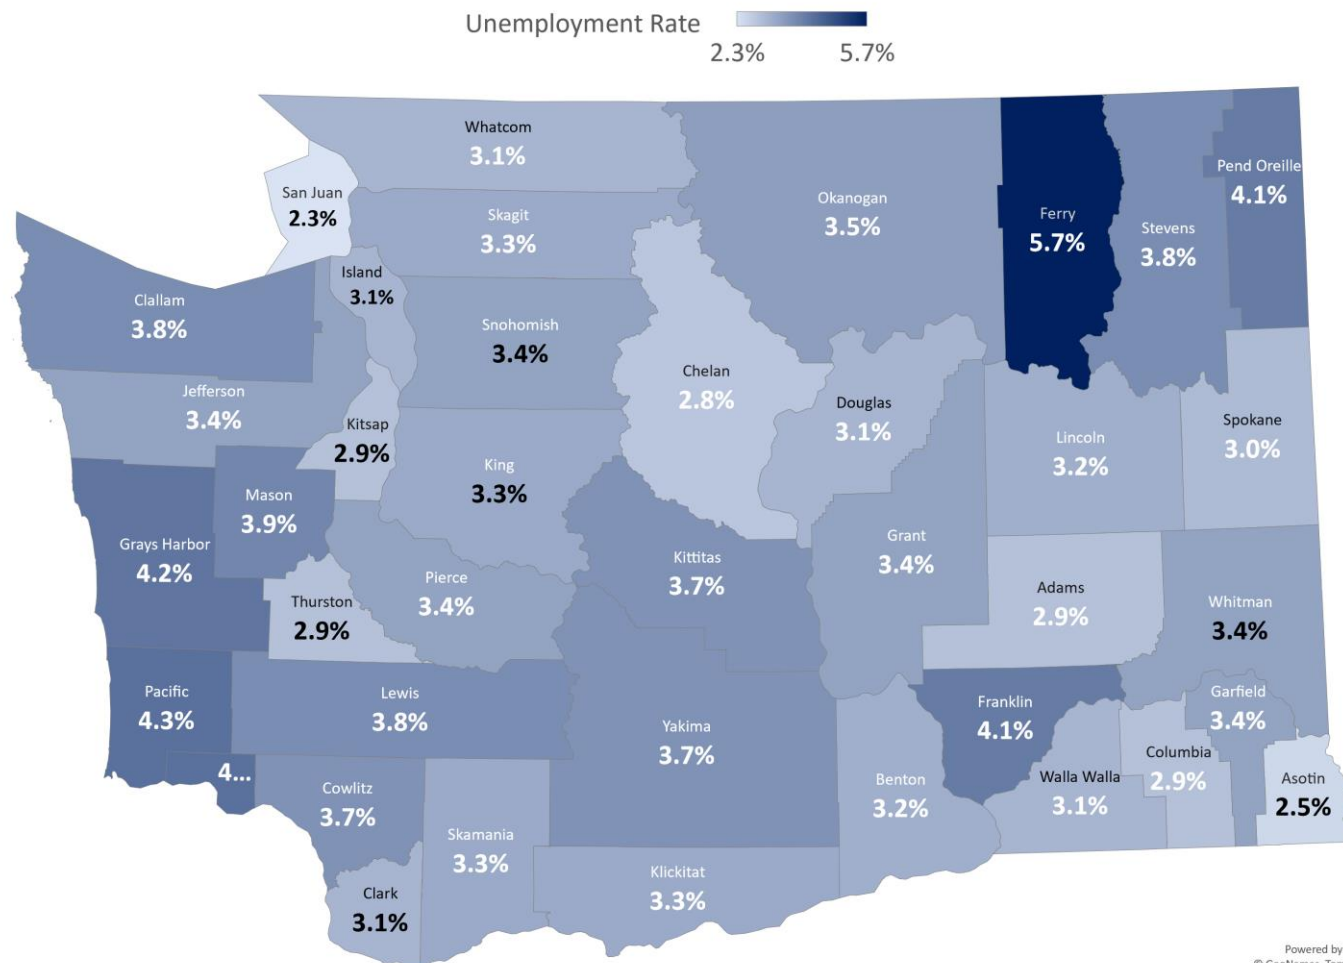 Unemployment Rate
2.3% 5.7%
Whatcom
3.1%
San Juan
2.3%
Skagit
3.3%
Okanogan
3.5%
Ferry
5.7%
Stevens
3.8%
Pend Oreille
4.1%
Island
3.1%
Clallam
3.8%
Snohomish
3.4%
Chelan
2.8%
Jefferson
3.4%
Kitsap
2.9%
Douglas
3.1%
Lincoln
3.2%
Spokane
3.0%
King
3.3%
Mason
3.9%
Grays Harbor
4.2%
Kittitas
3.7%
Grant
3.4%
Pierce
3.4%
Thurston
2.9%
Adams
2.9%
Whitman
3.4%
Pacific
4.3%
Lewis
3.8%
Yakima
3.7%
Franklin
4.1%
Garfield
3.4%
4...
Columbia
2.9%
Walla Walla
3.1%
Asotin
2.5%
Benton
3.2%
Cowlitz
3.7%
Skamania
3.3%
Klickitat
3.3%
Clark
3.1%
Powered by